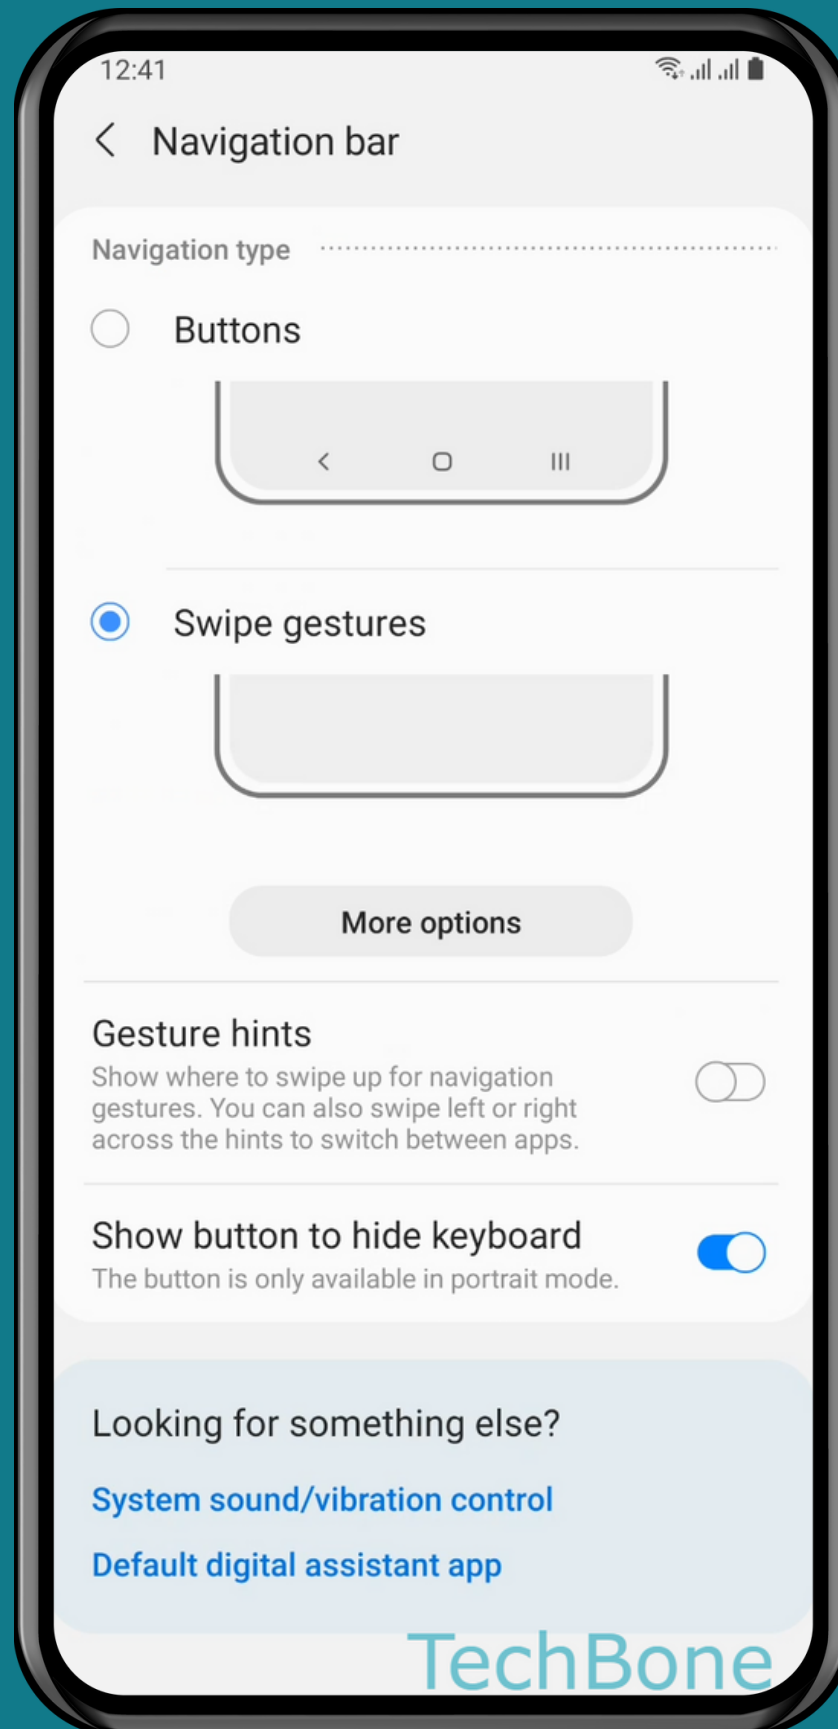 12:41
Navigation bar
Navigation type
Buttons
Swipe gestures
More options
Gesture hints
Show where to swipe up for navigation
gestures. You can also swipe left or right
across the hints to switch between apps.
Show button to hide keyboard
The button is only available in portrait mode.
Looking for something else?
System sound/vibration control
Default digital assistant app
TechBone